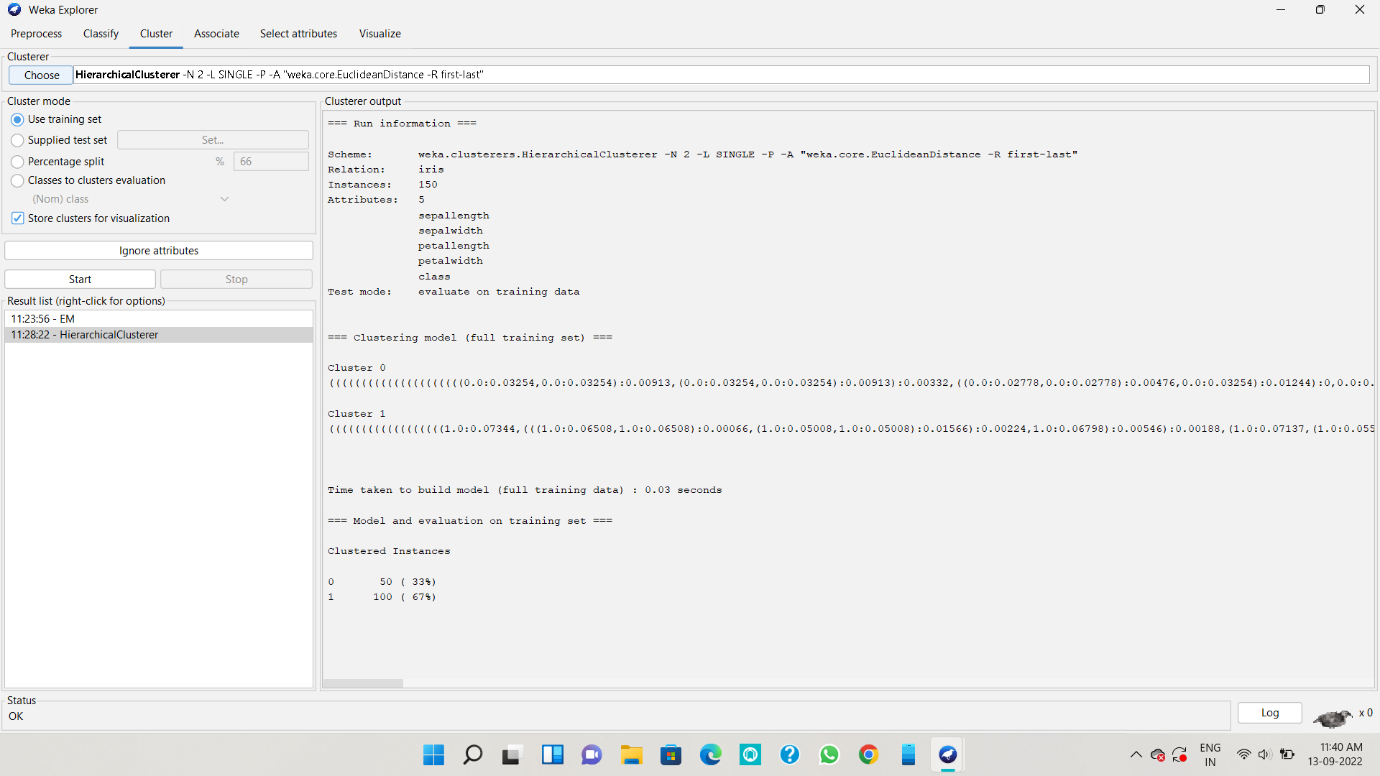 Weka Explorer
Preprocess Classify Cluster Associate Select attributes Visualize
Clusterer
Choose HierarchicalClusterer -N 2 -L SINGLE -P -A "weka.core.EuclideanDistance -R first-last"
Cluster mode
Use training set
Supplied test set Set...
Percentage split % 66
Classes to clusters evaluation
(Nom) class
Store clusters for visualization
Ignore attributes
Start Stop
Result list (right-click for options)
11:23:56 - EM
11:28:22 - HierarchicalClusterer
Clusterer output
=== Run information ===
Scheme: weka.clusterers.HierarchicalClusterer -N 2 -L SINGLE -P -A "weka.core.EuclideanDistance -R first-last"
Relation: iris
Instances: 150
Attributes: 5
sepallength
sepalwidth
petallength
petalwidth
class
Test mode: evaluate on training data
=== Clustering model (full training set) ===
Cluster 0
((((((((((((((((((((((0.0:0.03254,0.0:0.03254):0.00913,(0.0:0.03254,0.0:0.03254):0.00913):0.00332,((0.0:0.02778,0.0:0.02778):0.00476,0.0:0.03254):0.01244):0,0.0:0.
Cluster 1
((((((((((((((((((1.0:0.07344,(((1.0:0.06508,1.0:0.06508):0.00066,(1.0:0.05008,1.0:0.05008):0.01566):0.00224,1.0:0.06798):0.00546):0.00188,(1.0:0.07137,(1.0:0.055
Time taken to build model (full training data) : 0.03 seconds
=== Model and evaluation on training set ===
Clustered Instances
0 50 ( 33%)
1 100 ( 67%)
Status
OK
Log x 0
ENG
IN
11:40 AM
13-09-2022